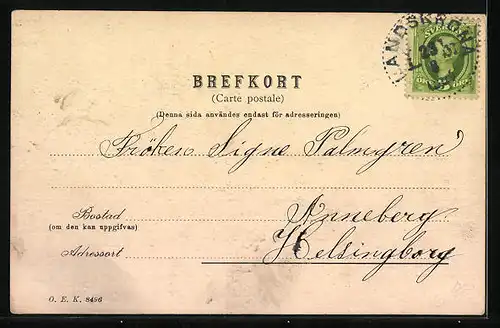 LANDSKRONA
SVERIGE
BREFKORT
(Carte postale)
(Denna sida användes endast för adresseringen)
Fröken Signe Palmgren
Bostad
(om den kan uppgifvas)
Anneberg
Adressort
Helsingborg
O. E. K. 8496